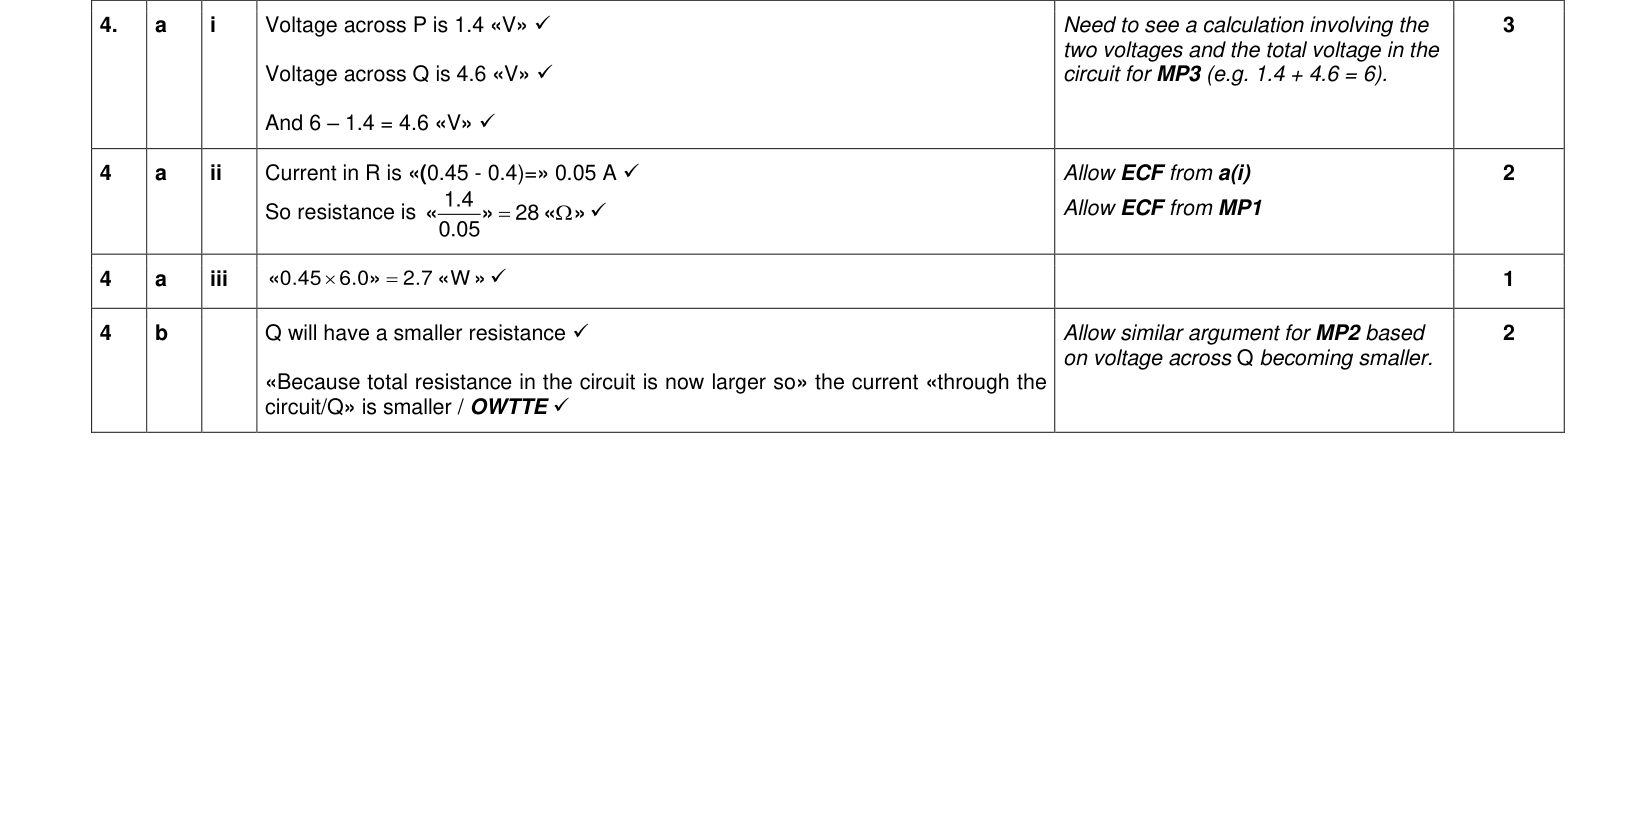 4. a i Voltage across P is 1.4 «V» ✓ Need to see a calculation involving the 3
two voltages and the total voltage in the
Voltage across Q is 4.6 «V» ✓ circuit for MP3 (e.g. 1.4 + 4.6 = 6).
And 6 – 1.4 = 4.6 «V» ✓
4 a ii Current in R is «(0.45 - 0.4)=» 0.05 A ✓ Allow ECF from a(i) 2
So resistance is «1.4/0.05» = 28 «Ω» ✓ Allow ECF from MP1
4 a iii «0.45 × 6.0» = 2.7 «W » ✓ 1
4 b Q will have a smaller resistance ✓ Allow similar argument for MP2 based 2
on voltage across Q becoming smaller.
«Because total resistance in the circuit is now larger so» the current «through the
circuit/Q» is smaller / OWTTE ✓